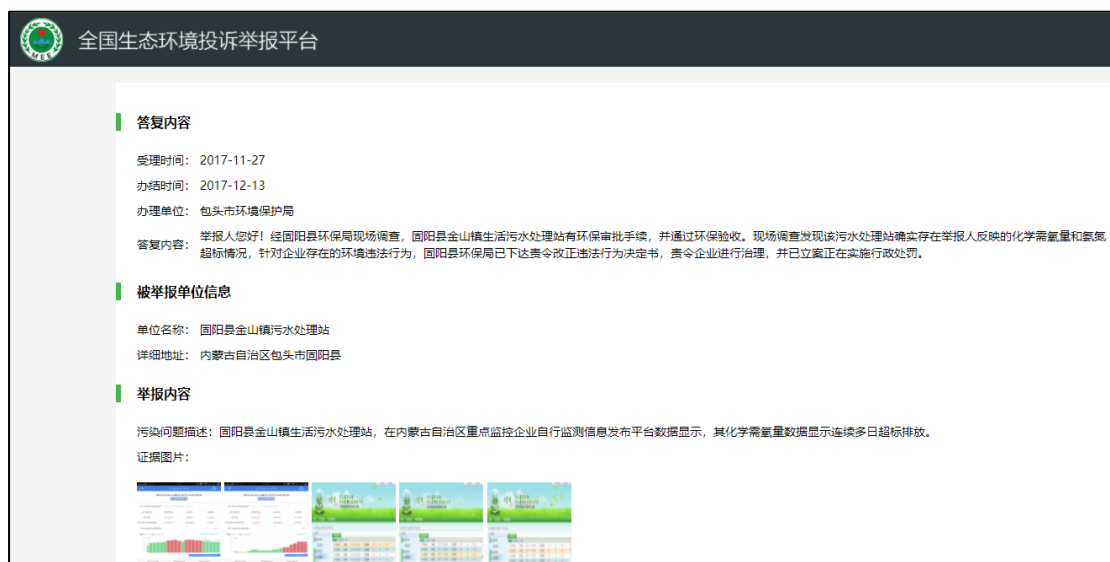 MEE
全国生态环境投诉举报平台
答复内容
受理时间： 2017-11-27
办结时间： 2017-12-13
办理单位： 包头市环境保护局
答复内容： 举报人您好！经固阳县环保局现场调查，固阳县金山镇生活污水处理站有环保审批手续，并通过环保验收。现场调查发现该污水处理站确实存在举报人反映的化学需氧量和氨氮
超标情况，针对企业存在的环境违法行为，固阳县环保局已下达责令改正违法行为决定书，责令企业进行治理，并已立案正在实施行政处罚。
被举报单位信息
单位名称： 固阳县金山镇污水处理站
详细地址： 内蒙古自治区包头市固阳县
举报内容
污染问题描述：固阳县金山镇生活污水处理站，在内蒙古自治区重点监控企业自行监测信息发布平台数据显示，其化学需氧量数据显示连续多日超标排放。
证据图片：